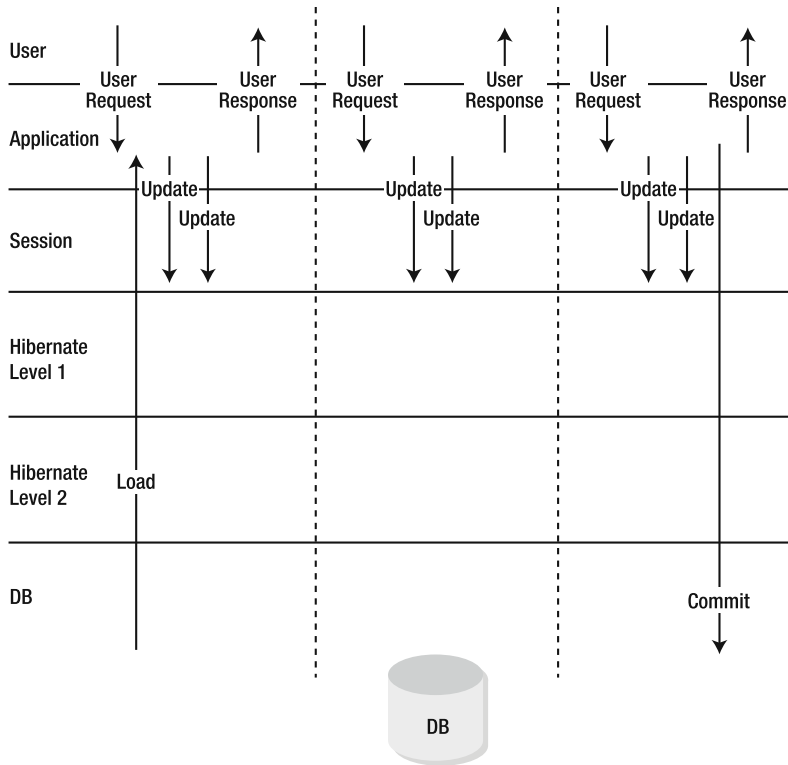 User
User Request
User Response
User Request
User Response
User Request
User Response
Application
Update
Update
Update
Update
Update
Update
Session
Hibernate Level 1
Hibernate Level 2
Load
DB
Commit
DB